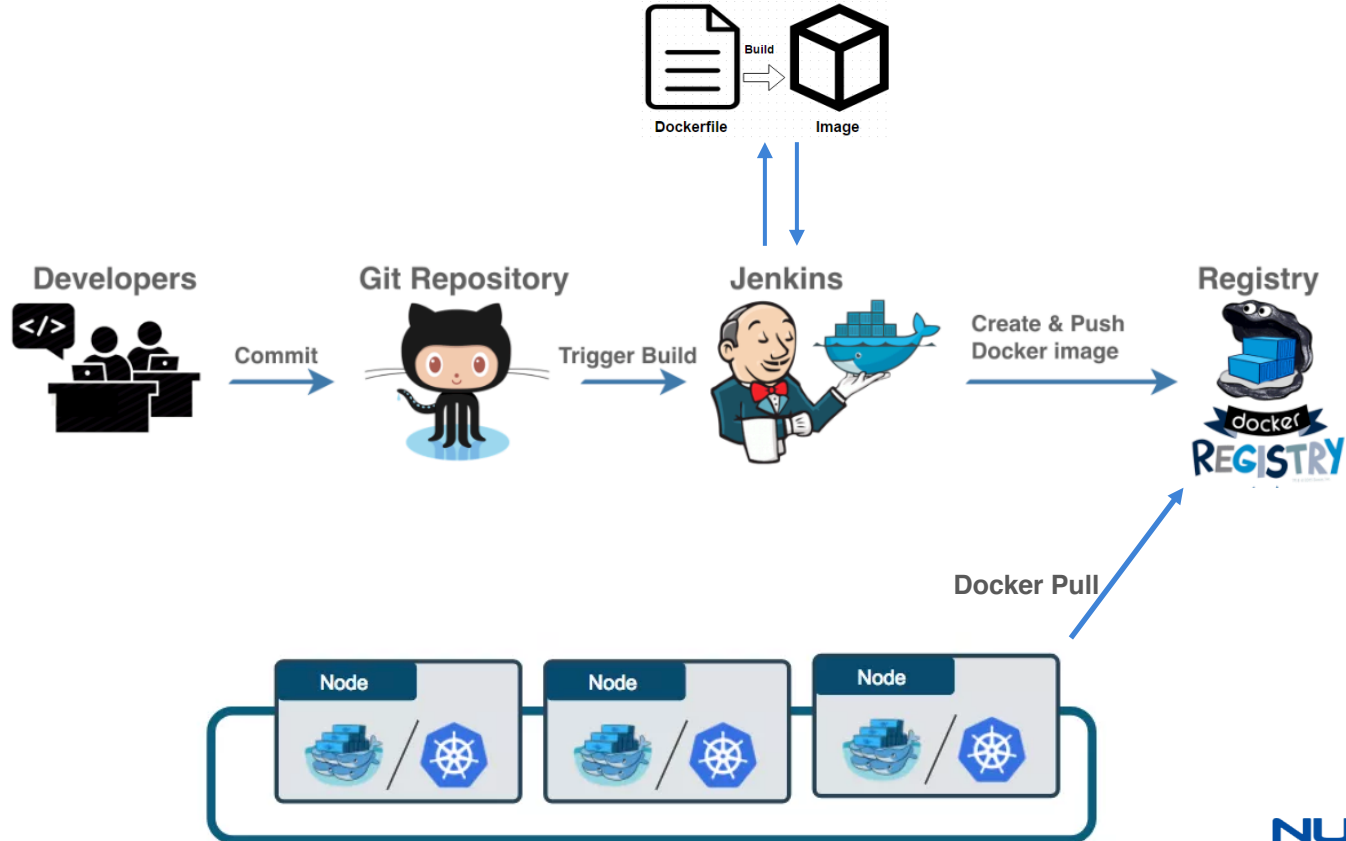 Build
Dockerfile
Image
Developers
Git Repository
Jenkins
Registry
</>
Commit
Trigger Build
Create & Push
Docker image
docker
REGISTRY
Docker Pull
Node
Node
Node
NU